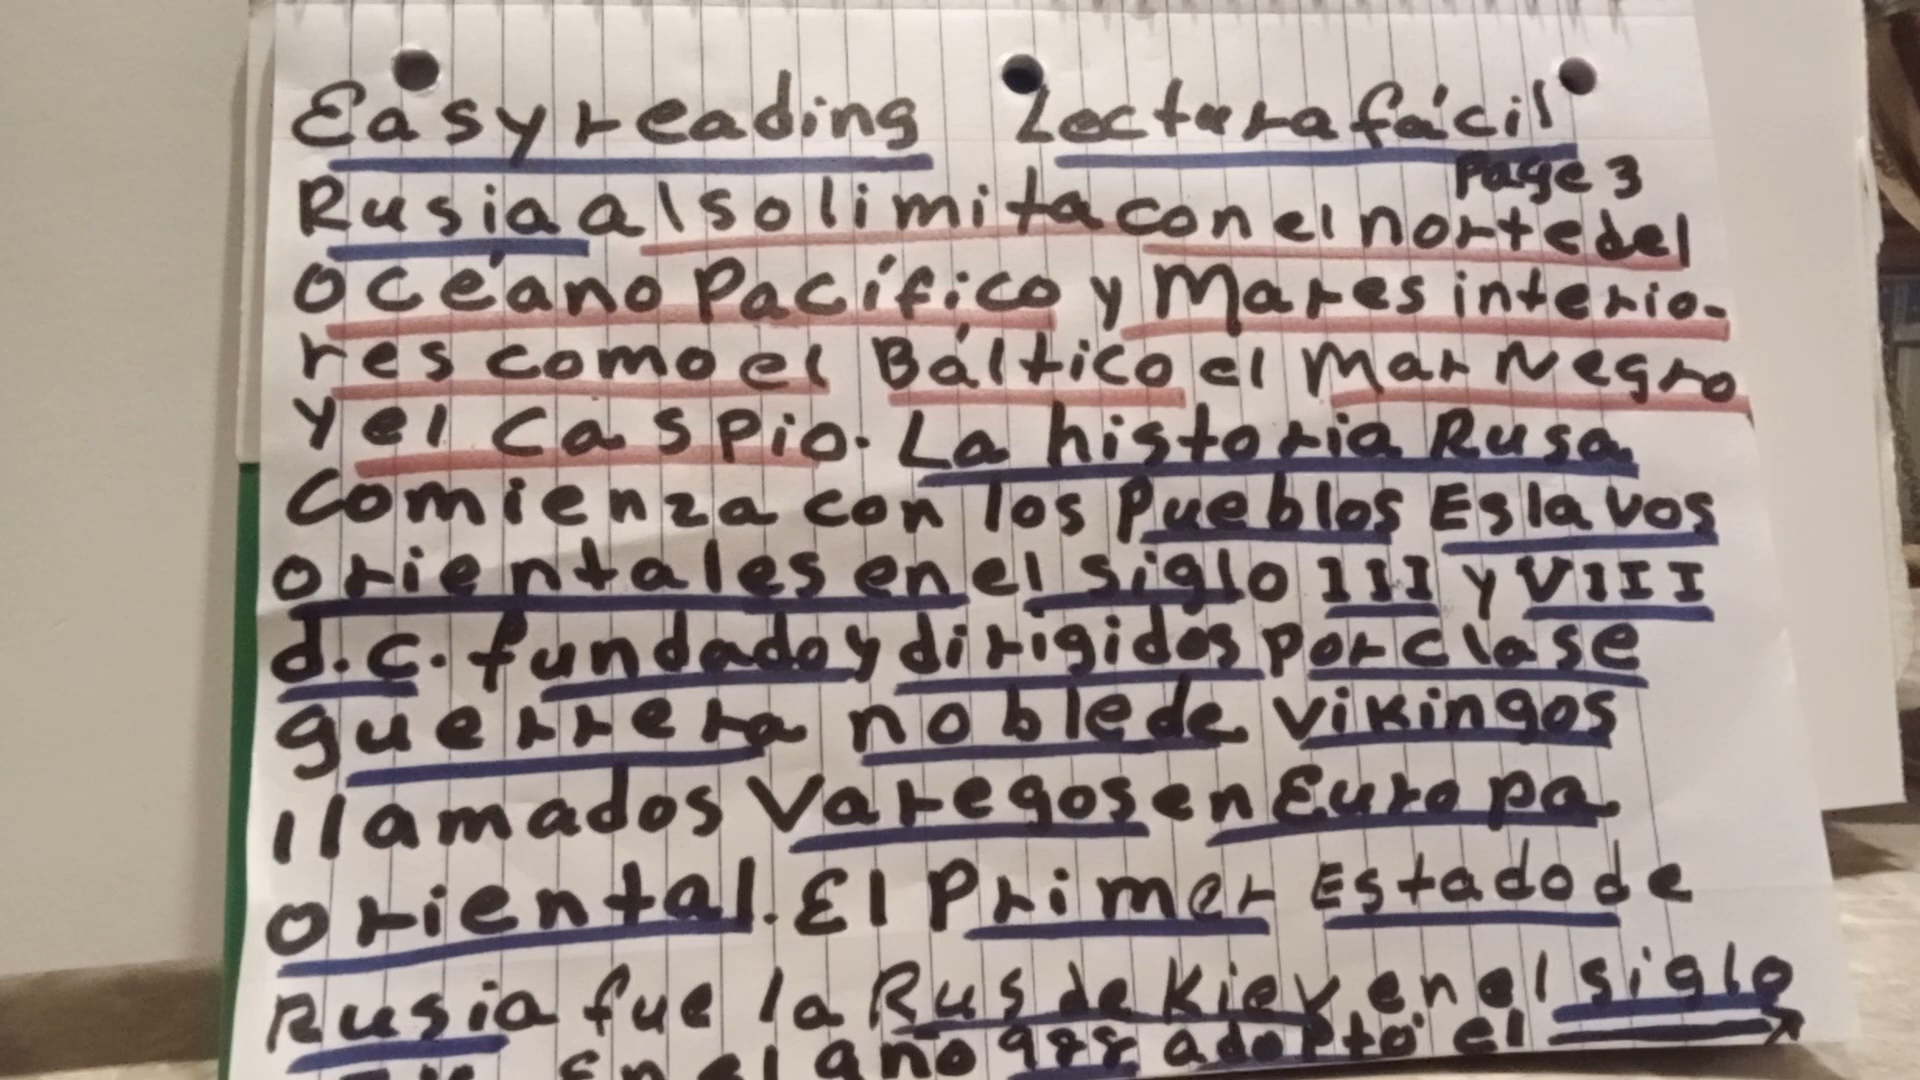 Easy reading Lectura fácil
Page 3
Rusia also limita con el norte del
océano Pacífico y Mares interio-
res como el Báltico el Mar Negro
y el Caspio. La historia Rusa
Comienza con los Pueblos Eslavos
orientales en el siglo III y VIII
d.c. fundado y dirigidos por clase
guerrera noble de vikingos
llamados Varegos en Europa
oriental. El Primer Estado de
Rusia fue la Rus de Kiev en el siglo
En el año 988 adoptó el